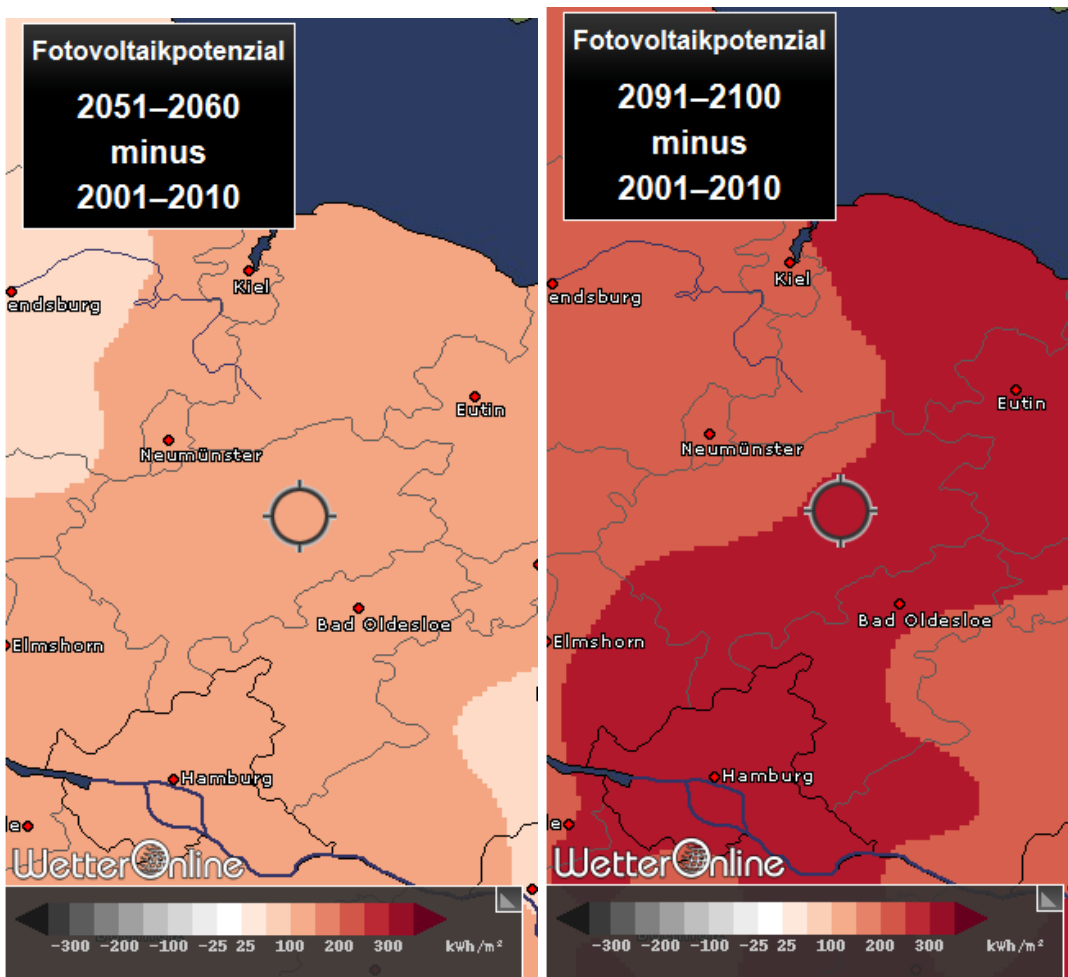 Fotovoltaikpotenzial
2051–2060
minus
2001–2010
endsburg
Kiel
Eutin
Neumünster
Bad Oldesloe
Elmshorn
Hamburg
le
WetterOnline
-300 -200 -100 -25 25 100 200 300 kWh/m²
Fotovoltaikpotenzial
2091–2100
minus
2001–2010
endsburg
Kiel
Eutin
Neumünster
Bad Oldesloe
Elmshorn
Hamburg
le
WetterOnline
-300 -200 -100 -25 25 100 200 300 kWh/m²